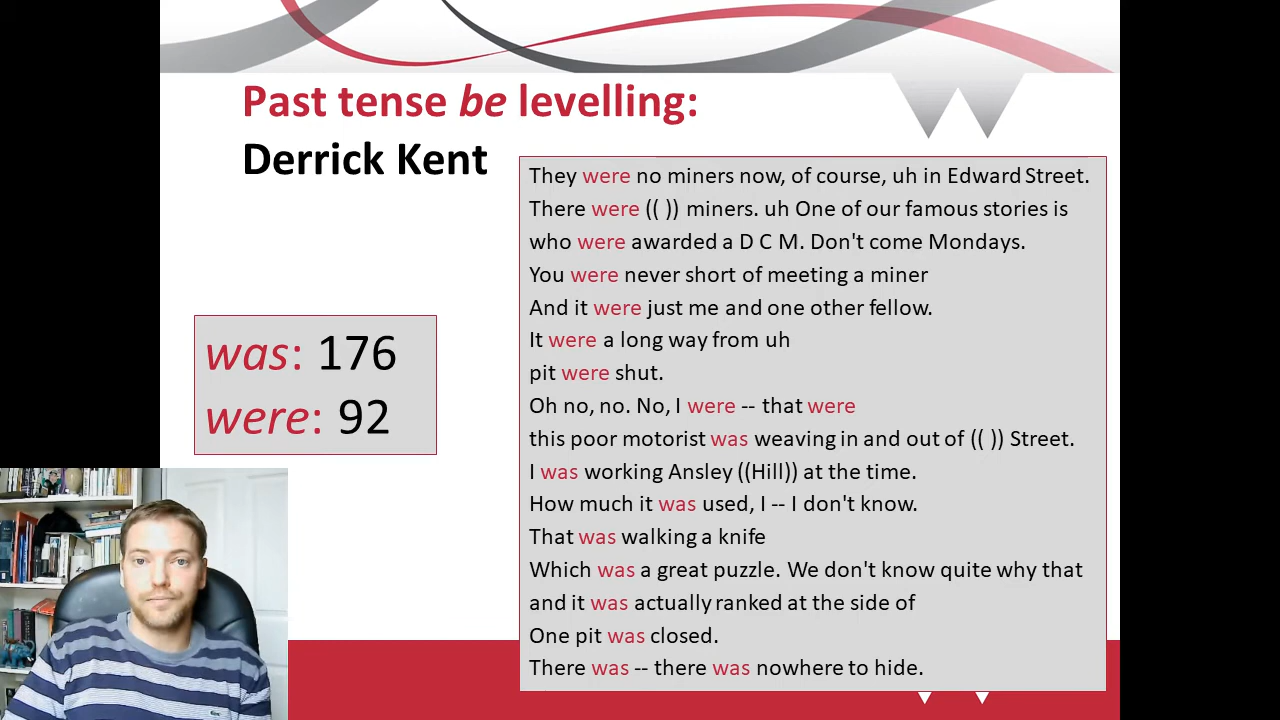 Past tense be levelling:
Derrick Kent
They were no miners now, of course, uh in Edward Street.
There were (( )) miners. uh One of our famous stories is
who were awarded a D C M. Don't come Mondays.
You were never short of meeting a miner
And it were just me and one other fellow.
It were a long way from uh
pit were shut.
Oh no, no. No, I were -- that were
this poor motorist was weaving in and out of (( )) Street.
I was working Ansley ((Hill)) at the time.
How much it was used, I -- I don't know.
That was walking a knife
Which was a great puzzle. We don't know quite why that
and it was actually ranked at the side of
One pit was closed.
There was -- there was nowhere to hide.
was: 176
were: 92